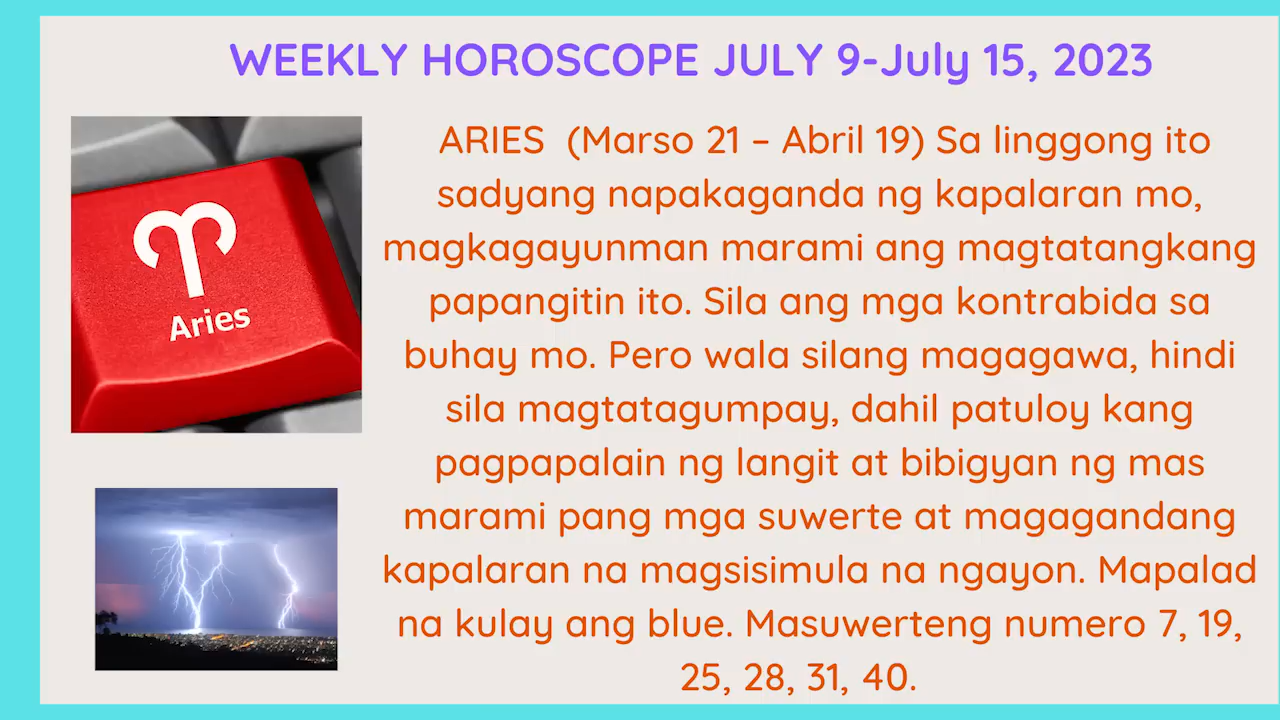 WEEKLY HOROSCOPE JULY 9-July 15, 2023
Aries
ARIES (Marso 21 – Abril 19) Sa linggong ito
sadyang napakaganda ng kapalaran mo,
magkagayunman marami ang magtatangkang
papangitin ito. Sila ang mga kontrabida sa
buhay mo. Pero wala silang magagawa, hindi
sila magtatagumpay, dahil patuloy kang
pagpapalain ng langit at bibigyan ng mas
marami pang mga suwerte at magagandang
kapalaran na magsisimula na ngayon. Mapalad
na kulay ang blue. Masuwerteng numero 7, 19,
25, 28, 31, 40.